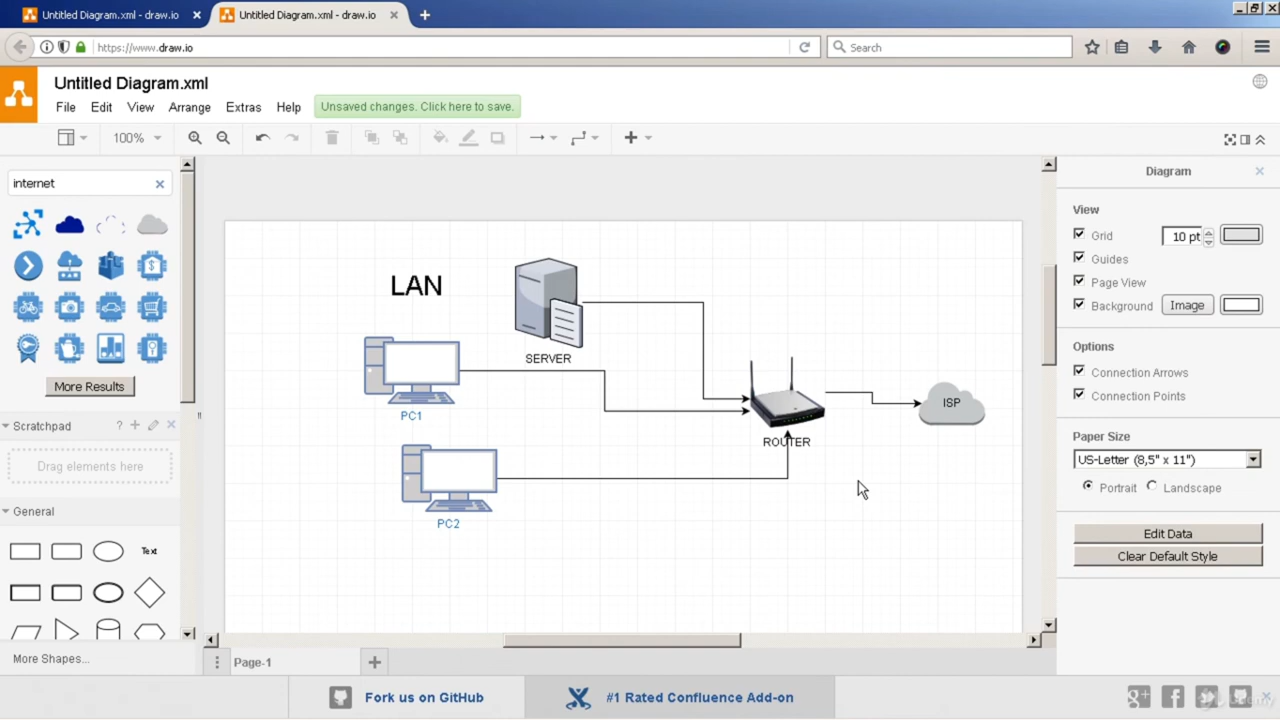 Untitled Diagram.xml - draw.io
Untitled Diagram.xml - draw.io
https://www.draw.io
Search
Untitled Diagram.xml
File Edit View Arrange Extras Help
Unsaved changes. Click here to save.
100%
internet
More Results
Scratchpad
Drag elements here
General
Text
More Shapes...
LAN
SERVER
PC1
ROUTER
ISP
PC2
Page-1
Diagram
View
Grid 10 pt
Guides
Page View
Background Image
Options
Connection Arrows
Connection Points
Paper Size
US-Letter (8,5" x 11")
Portrait Landscape
Edit Data
Clear Default Style
Fork us on GitHub
#1 Rated Confluence Add-on